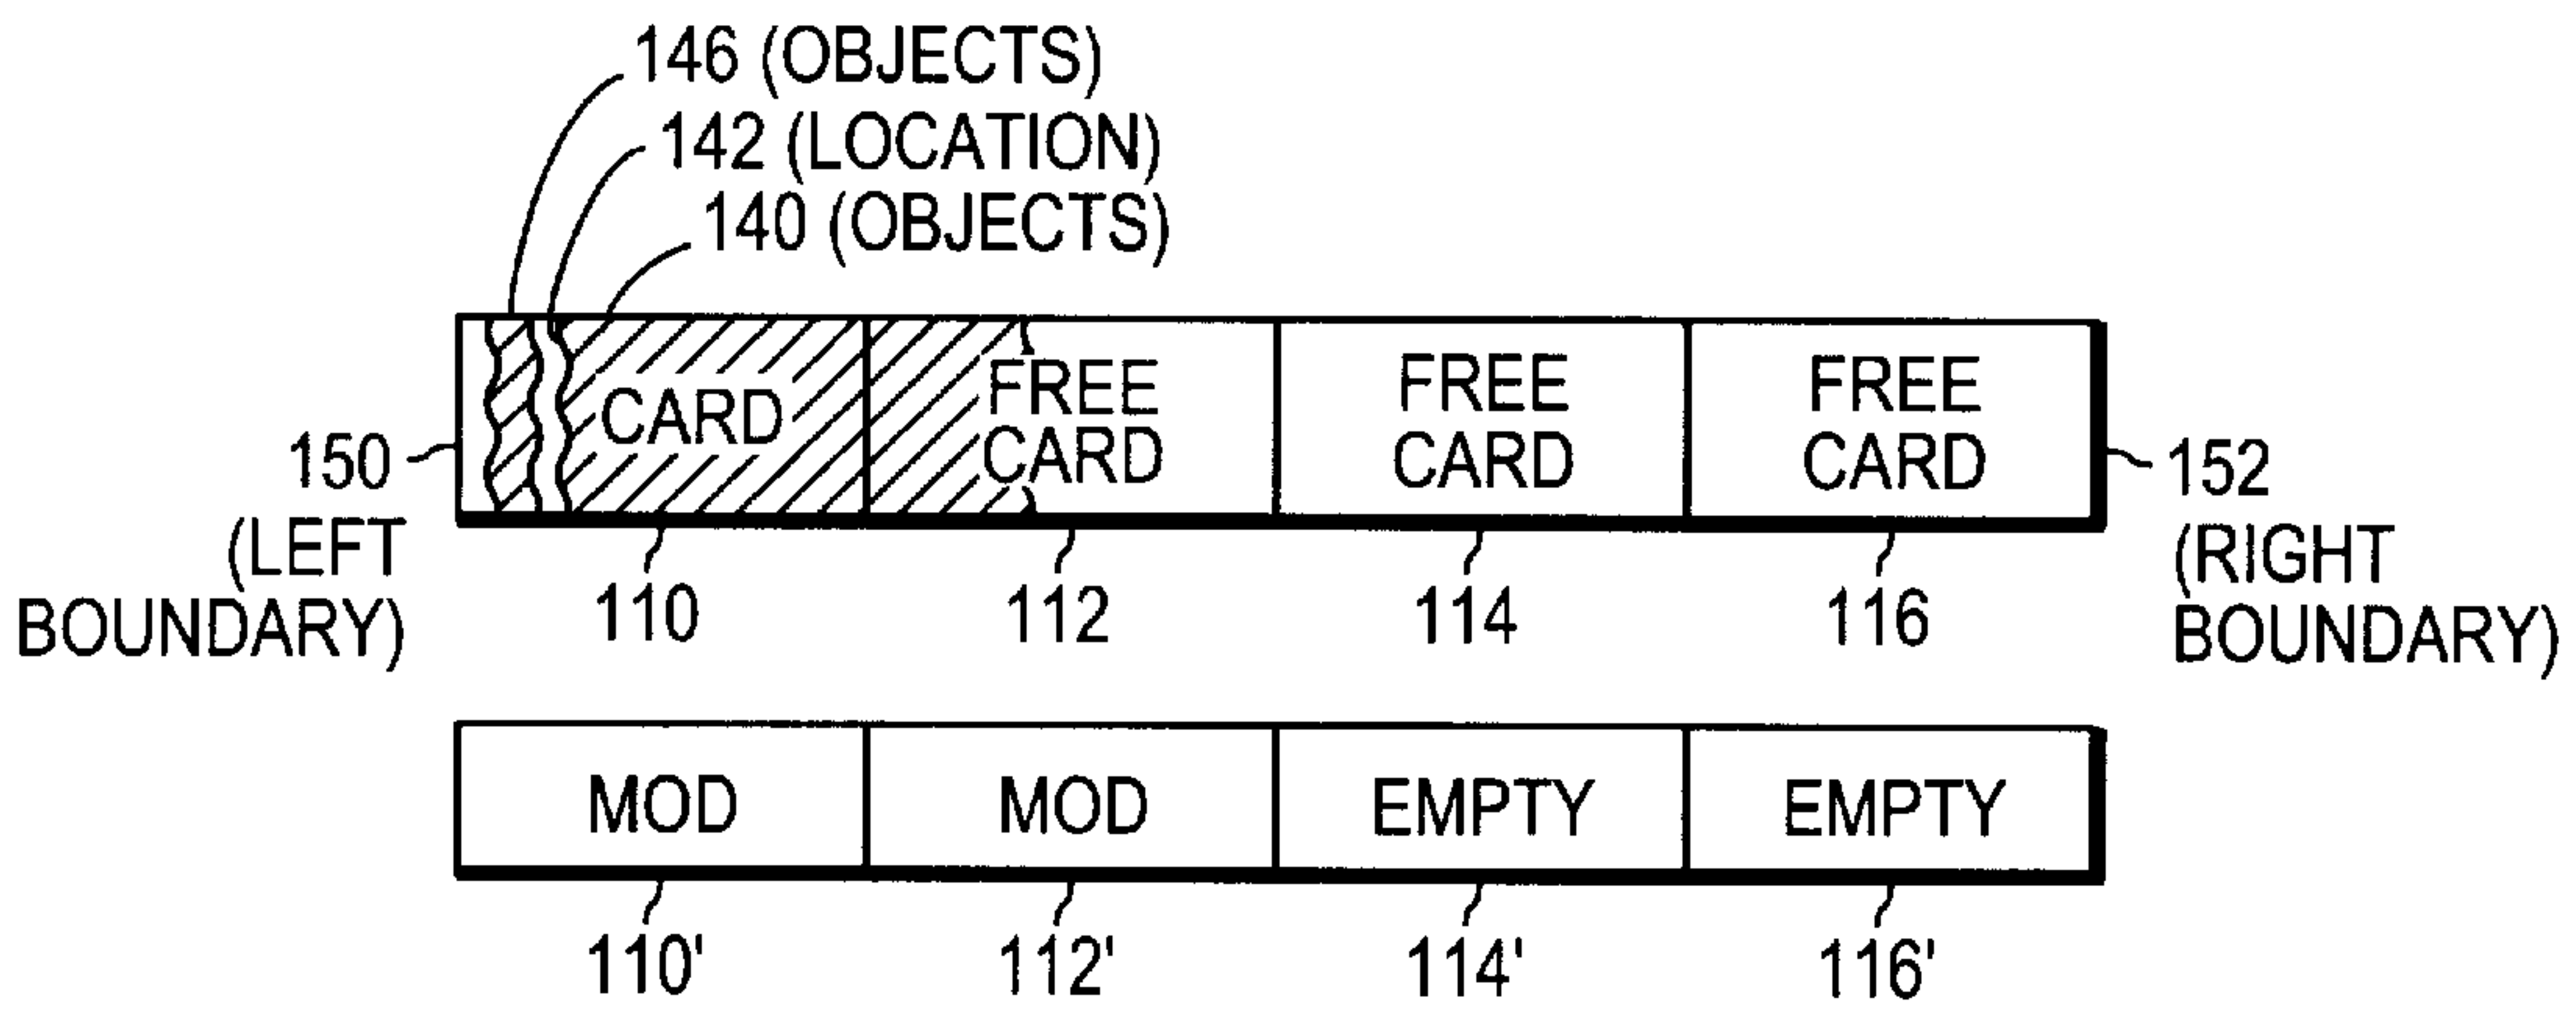 146 (OBJECTS)
142 (LOCATION)
140 (OBJECTS)
CARD
FREE
CARD
FREE
CARD
FREE
CARD
150
(LEFT
BOUNDARY)
152
(RIGHT
BOUNDARY)
110
112
114
116
MOD
MOD
EMPTY
EMPTY
110'
112'
114'
116'